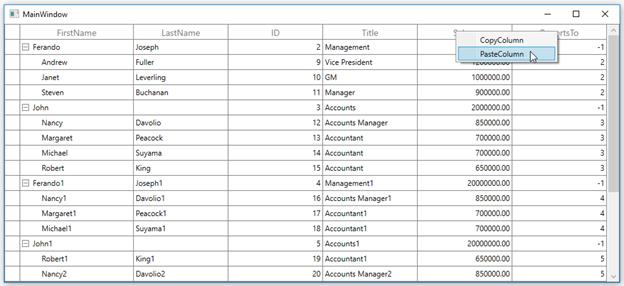 MainWindow
FirstName LastName ID Title
CopyColumn
PasteColumn
Ferando Joseph 2 Management -1
Andrew Fuller 9 Vice President 2
Janet Leverling 10 GM 1000000.00 2
Steven Buchanan 11 Manager 900000.00 2
John 3 Accounts 2000000.00 -1
Nancy Davolio 12 Accounts Manager 850000.00 3
Margaret Peacock 13 Accountant 700000.00 3
Michael Suyama 14 Accountant 700000.00 3
Robert King 15 Accountant 650000.00 3
Ferando1 Joseph1 4 Management1 20000000.00 -1
Nancy1 Davolio1 16 Accounts Manager1 850000.00 4
Margaret1 Peacock1 17 Accountant1 700000.00 4
Michael1 Suyama1 18 Accountant1 700000.00 4
John1 5 Accounts1 20000000.00 -1
Robert1 King1 19 Accountant1 650000.00 5
Nancy2 Davolio2 20 Accounts Manager2 850000.00 5